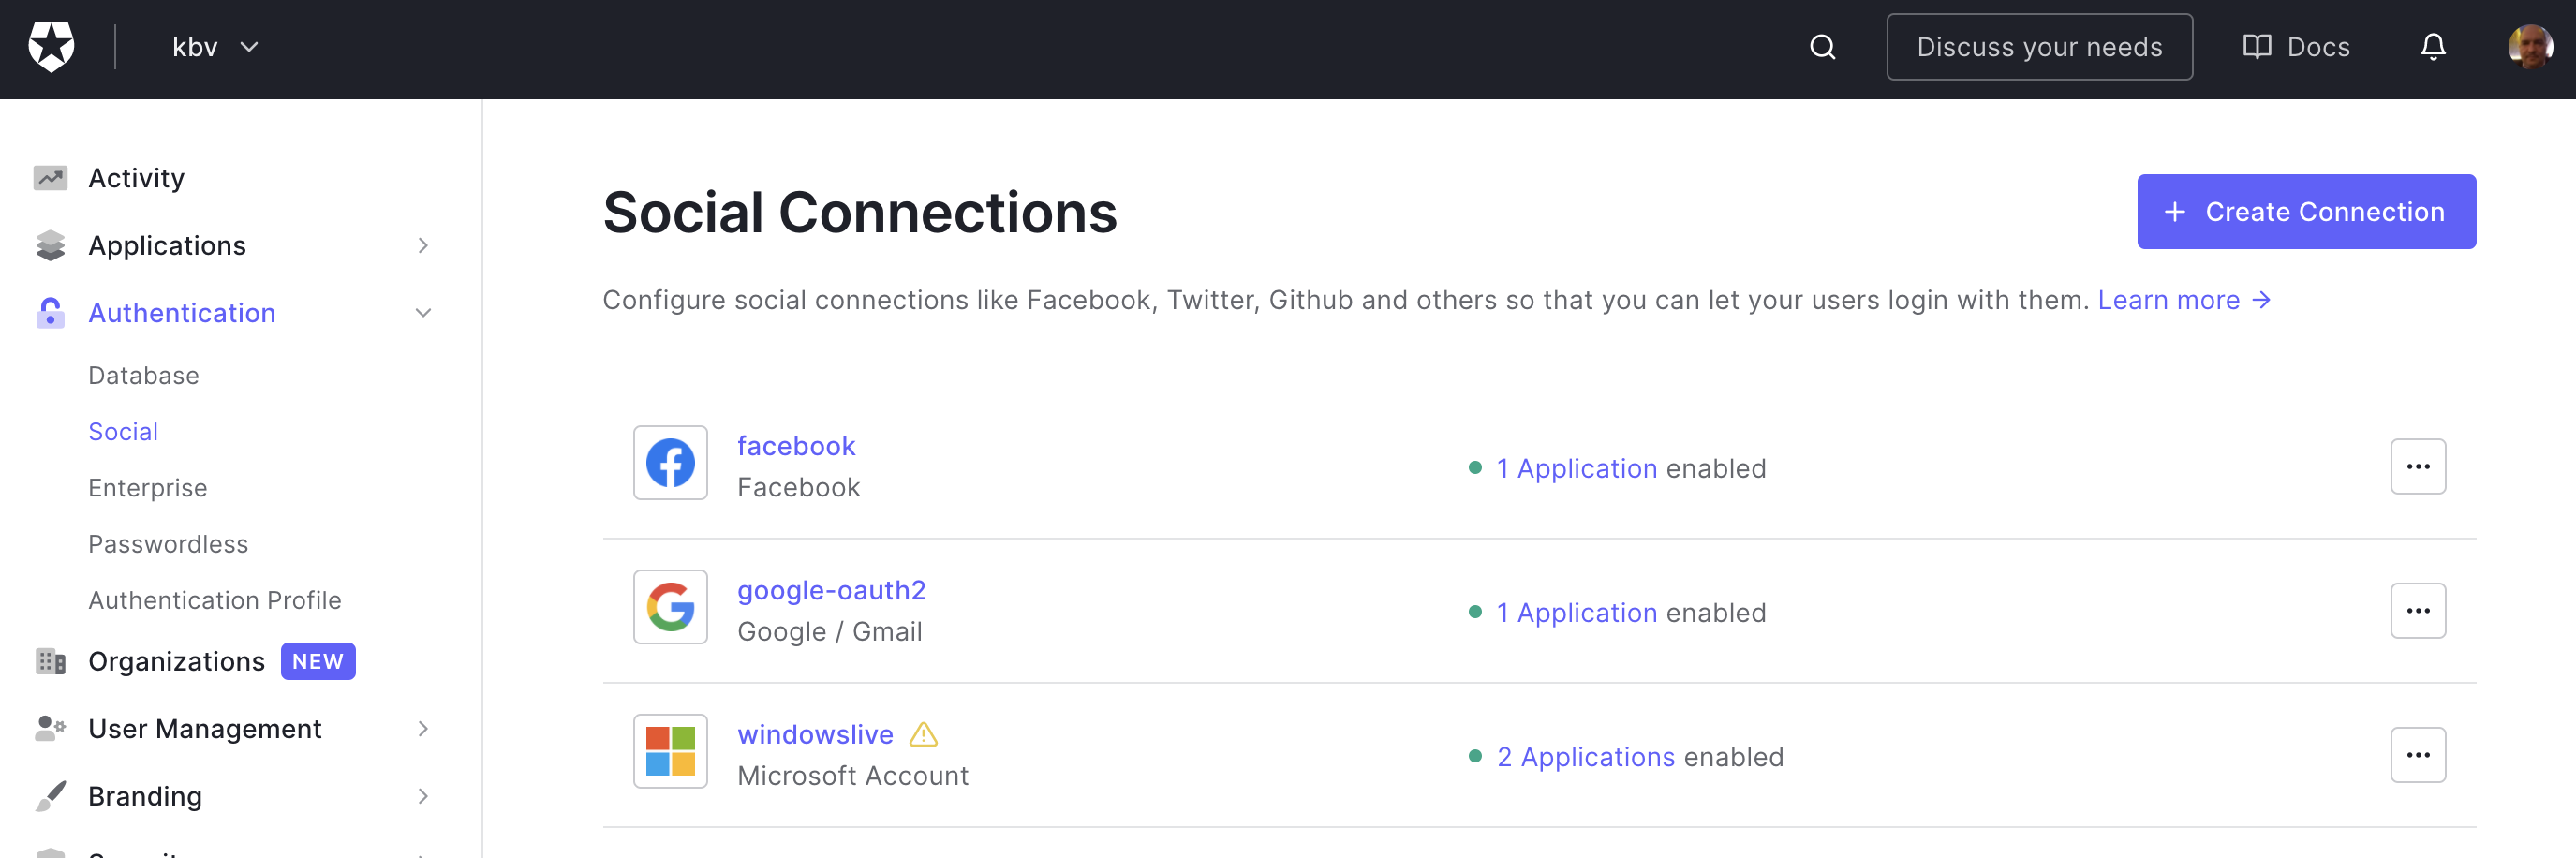 kbv
Discuss your needs
Docs
Activity
Applications
Authentication
Database
Social
Enterprise
Passwordless
Authentication Profile
Organizations NEW
User Management
Branding
Social Connections
+ Create Connection
Configure social connections like Facebook, Twitter, Github and others so that you can let your users login with them. Learn more →
facebook
Facebook
1 Application enabled
google-oauth2
Google / Gmail
1 Application enabled
windowslive
Microsoft Account
2 Applications enabled